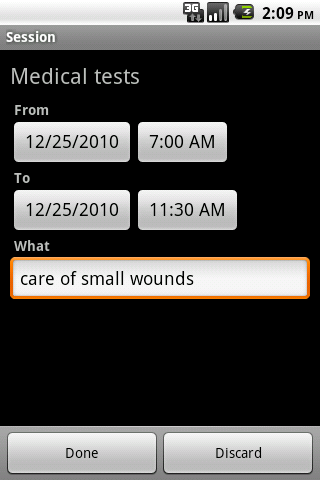 3G 2:09 PM
Session
Medical tests
From
12/25/2010 7:00 AM
To
12/25/2010 11:30 AM
What
care of small wounds
Done Discard